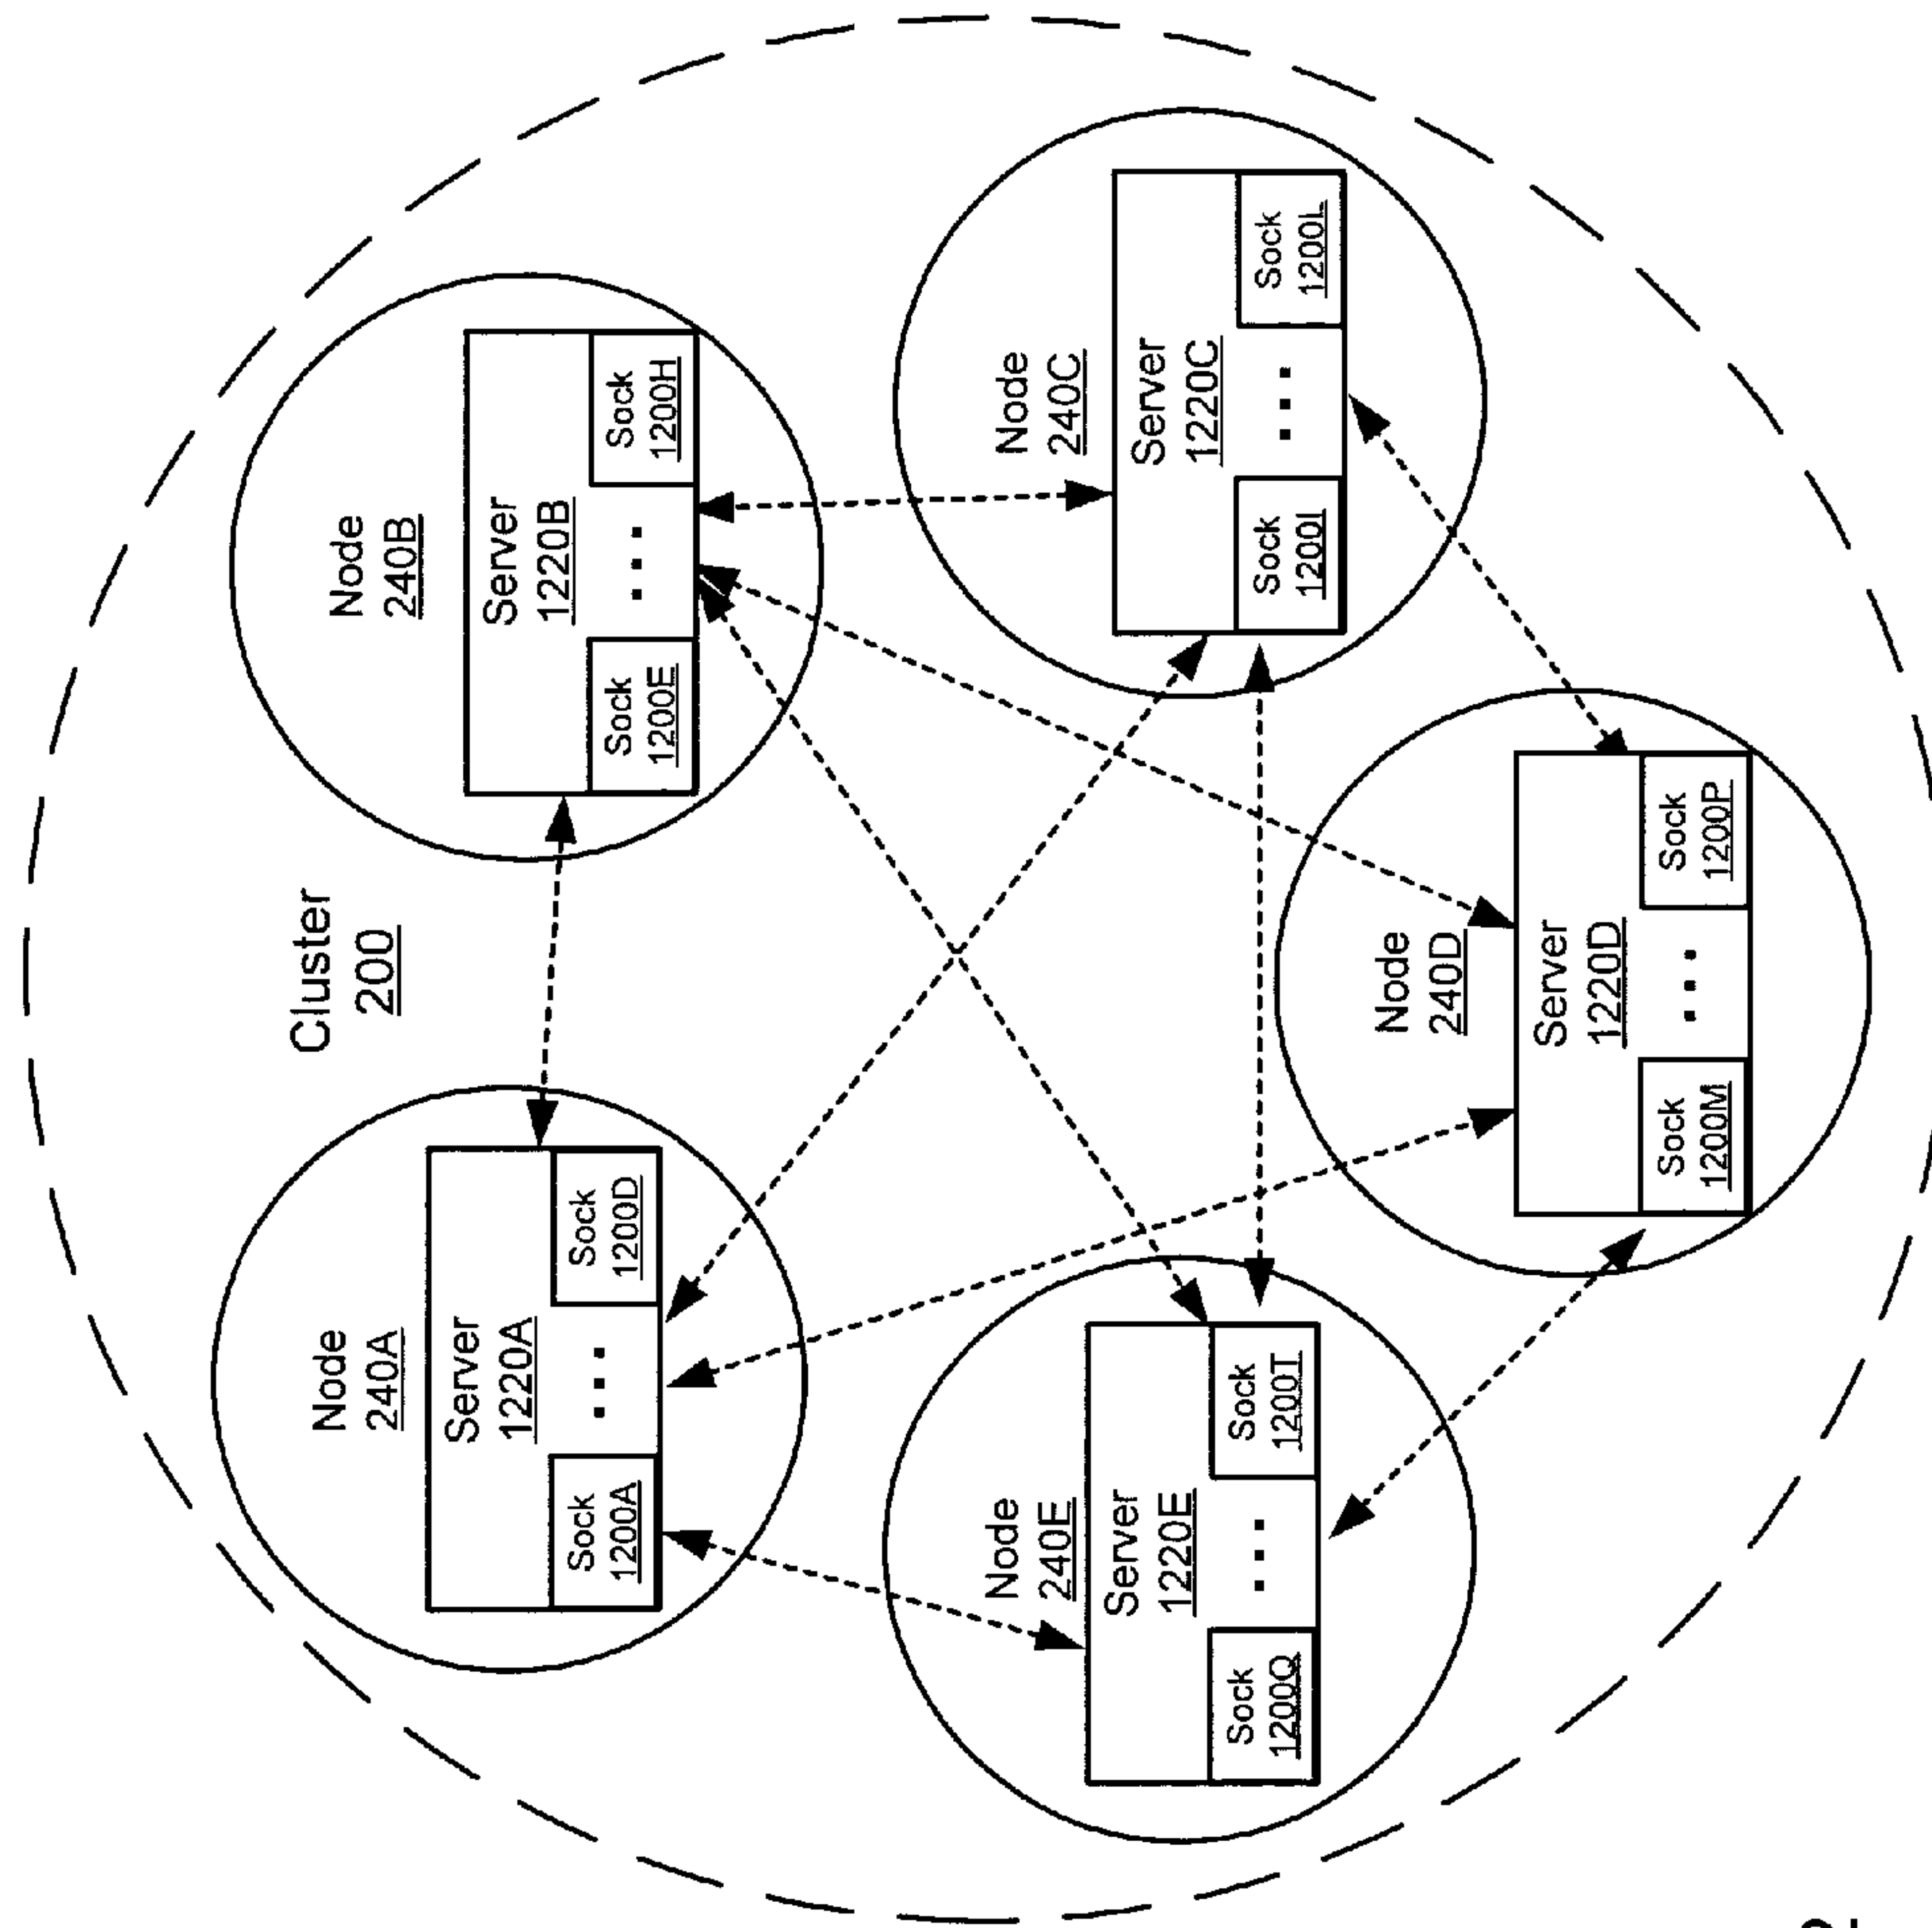 Cluster
200
Node
240A
Server
1220A
Sock
1200A
...
Sock
1200D
Node
240B
Server
1220B
Sock
1200E
...
Sock
1200H
Node
240E
Server
1220E
Sock
1200Q
...
Sock
1200T
Node
240C
Server
1220C
Sock
1200I
...
Sock
1200L
Node
240D
Server
1220D
Sock
1200M
...
Sock
1200P